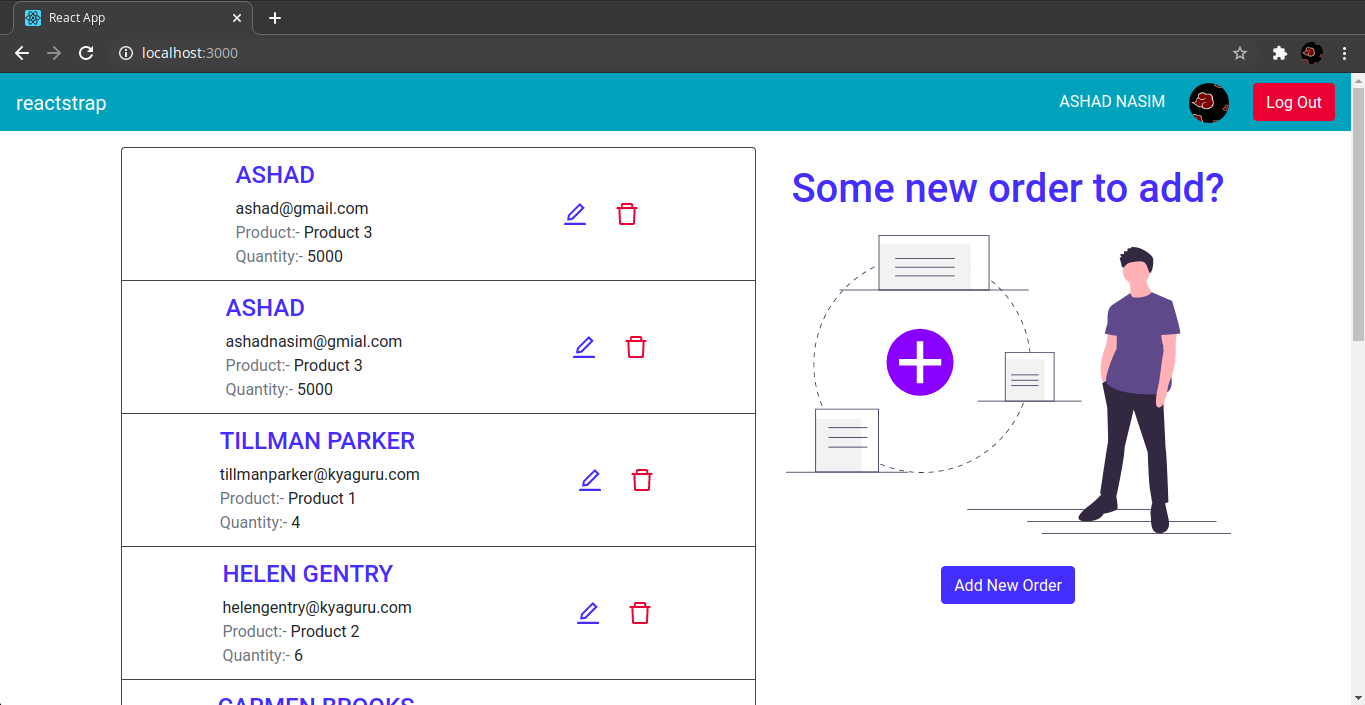 React App
localhost:3000
reactstrap
ASHAD NASIM
Log Out
ASHAD
ashad@gmail.com
Product:- Product 3
Quantity:- 5000
ASHAD
ashadnasim@gmial.com
Product:- Product 3
Quantity:- 5000
TILLMAN PARKER
tillmanparker@kyaguru.com
Product:- Product 1
Quantity:- 4
HELEN GENTRY
helengentry@kyaguru.com
Product:- Product 2
Quantity:- 6
CARMEN BROOKS
Some new order to add?
Add New Order